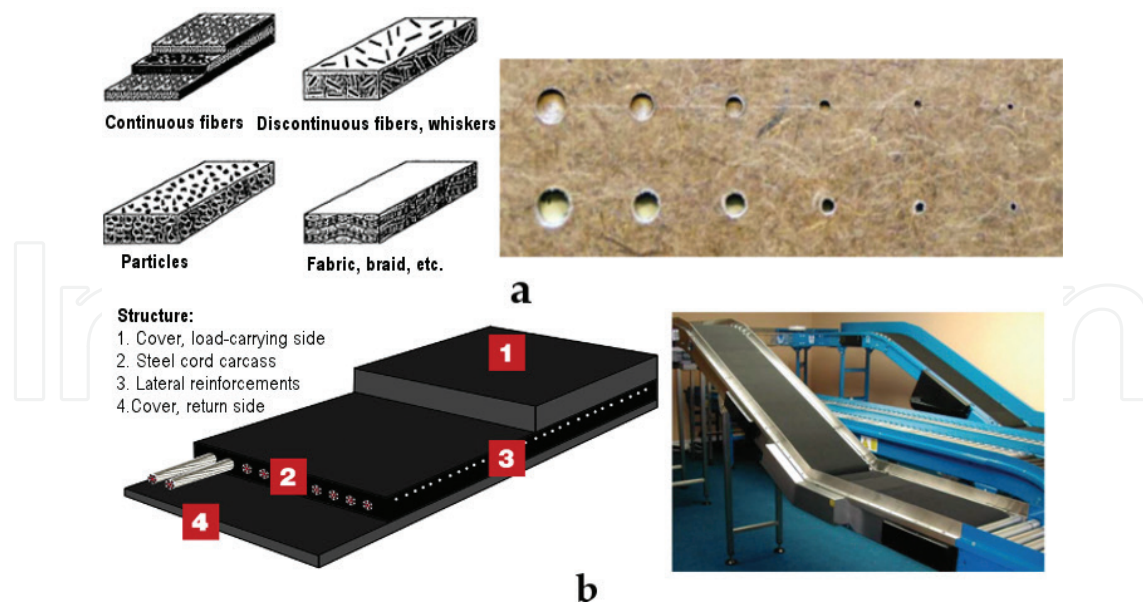 Continuous fibers
Discontinuous fibers, whiskers
Particles
Fabric, braid, etc.
a
Structure:
1. Cover, load-carrying side
2. Steel cord carcass
3. Lateral reinforcements
4.Cover, return side
1
2
3
4
b